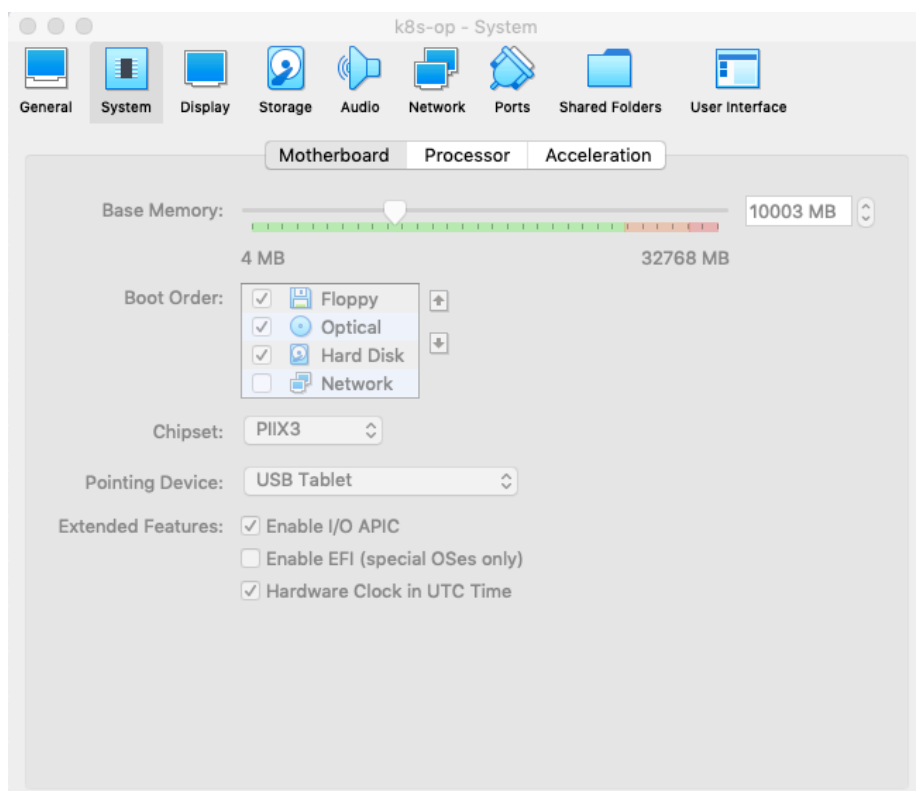 k8s-op - System
General System Display Storage Audio Network Ports Shared Folders User Interface
Motherboard Processor Acceleration
Base Memory: 10003 MB
4 MB 32768 MB
Boot Order: Floppy
Optical
Hard Disk
Network
Chipset: PIIX3
Pointing Device: USB Tablet
Extended Features: Enable I/O APIC
Enable EFI (special OSes only)
Hardware Clock in UTC Time